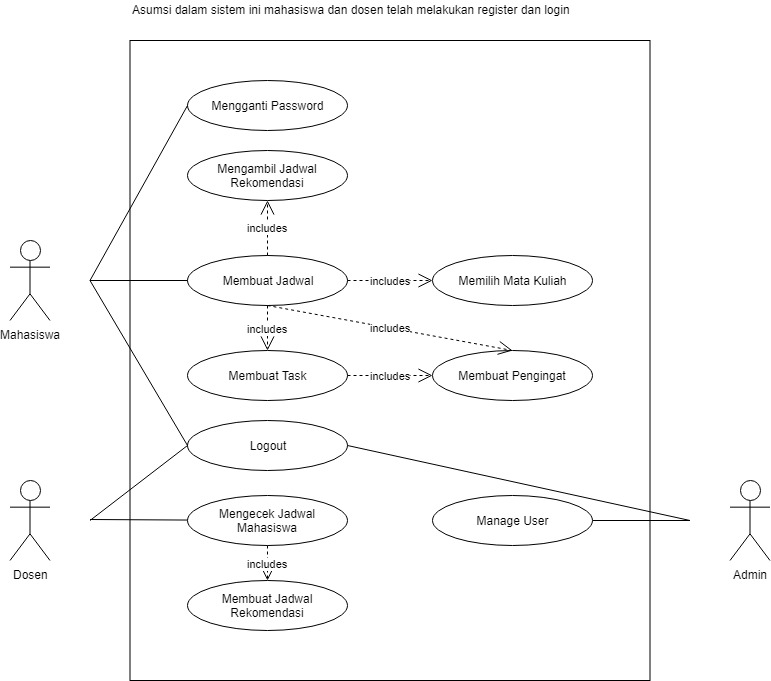 Asumsi dalam sistem ini mahasiswa dan dosen telah melakukan register dan login
Mengganti Password
Mengambil Jadwal
Rekomendasi
includes
Membuat Jadwal
includes
Memilih Mata Kuliah
Mahasiswa
includes
includes
Membuat Task
includes
Membuat Pengingat
Logout
Mengecek Jadwal
Mahasiswa
Manage User
includes
Dosen
Admin
Membuat Jadwal
Rekomendasi